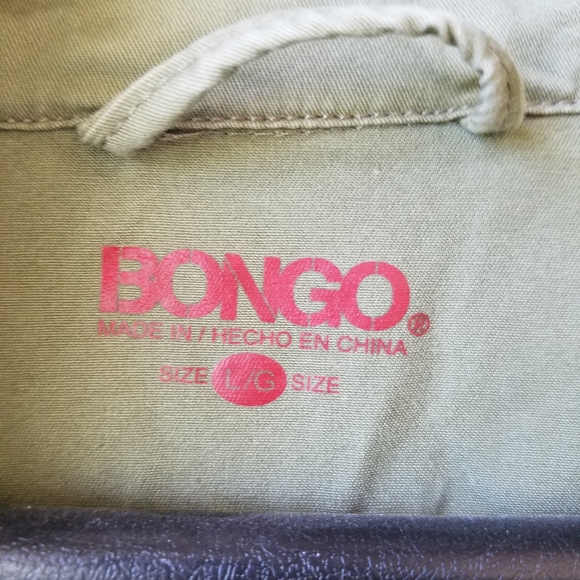 BONGO®
MADE IN / HECHO EN CHINA
SIZE L/G SIZE